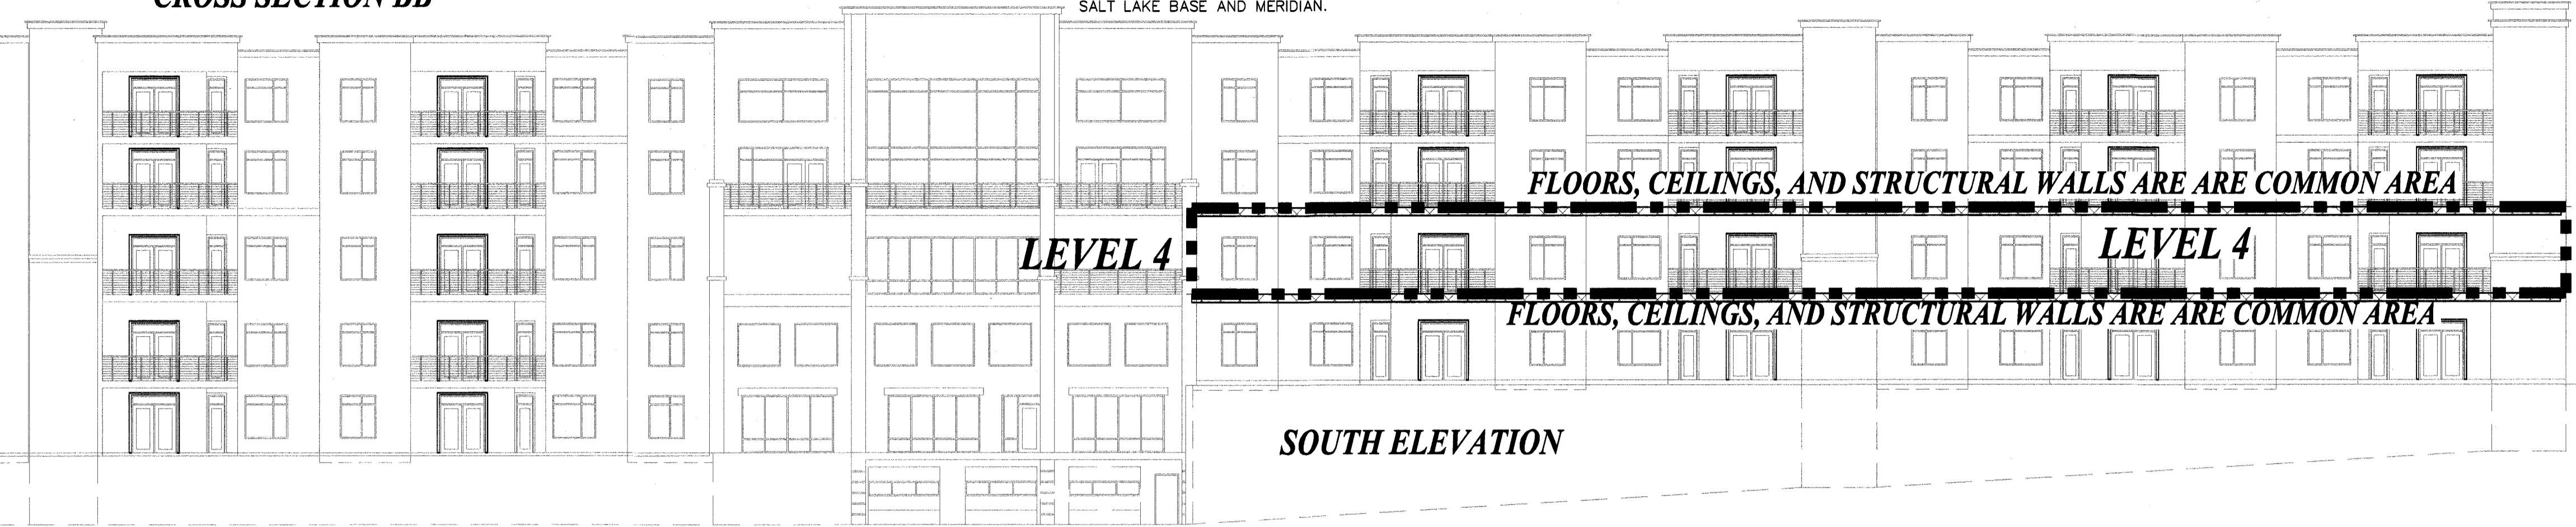 CROSS SECTION BB
SALT LAKE BASE AND MERIDIAN.
FLOORS, CEILINGS, AND STRUCTURAL WALLS ARE ARE COMMON AREA
LEVEL 4
LEVEL 4
FLOORS, CEILINGS, AND STRUCTURAL WALLS ARE ARE COMMON AREA
SOUTH ELEVATION